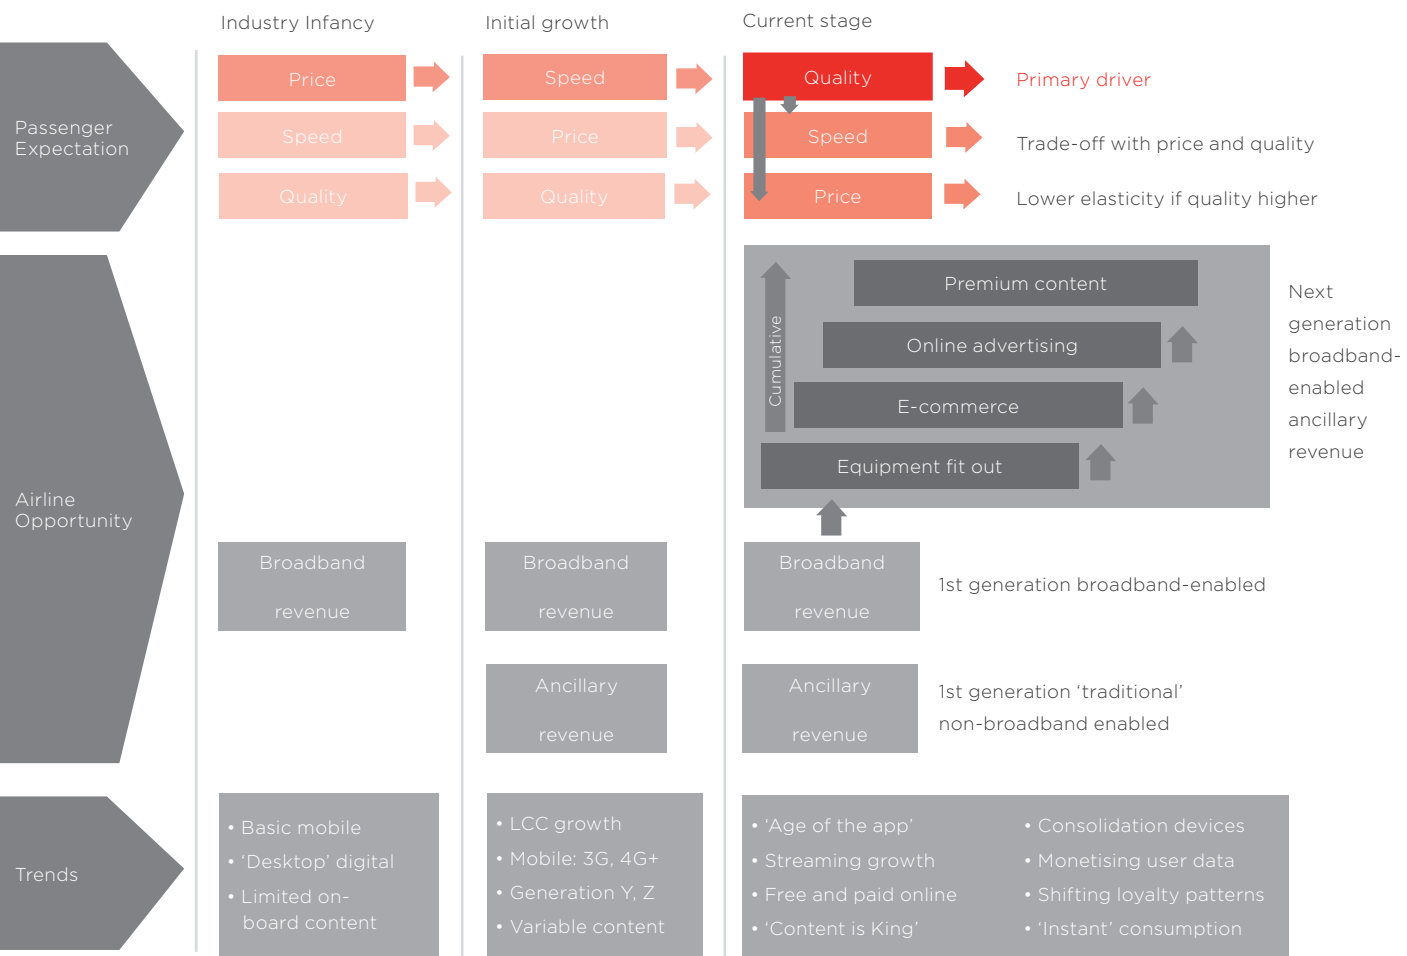 Industry Infancy
Initial growth
Current stage
Passenger
Expectation
Price
Speed
Quality
Speed
Price
Quality
Quality
Speed
Price
Primary driver
Trade-off with price and quality
Lower elasticity if quality higher
Airline
Opportunity
Cumulative
Premium content
Online advertising
E-commerce
Equipment fit out
Next
generation
broadband-
enabled
ancillary
revenue
Broadband
revenue
Broadband
revenue
Broadband
revenue
1st generation broadband-enabled
Ancillary
revenue
Ancillary
revenue
1st generation ‘traditional’
non-broadband enabled
Trends
• Basic mobile
• ‘Desktop’ digital
• Limited on-
board content
• LCC growth
• Mobile: 3G, 4G+
• Generation Y, Z
• Variable content
• ‘Age of the app’
• Streaming growth
• Free and paid online
• ‘Content is King’
• Consolidation devices
• Monetising user data
• Shifting loyalty patterns
• ‘Instant’ consumption